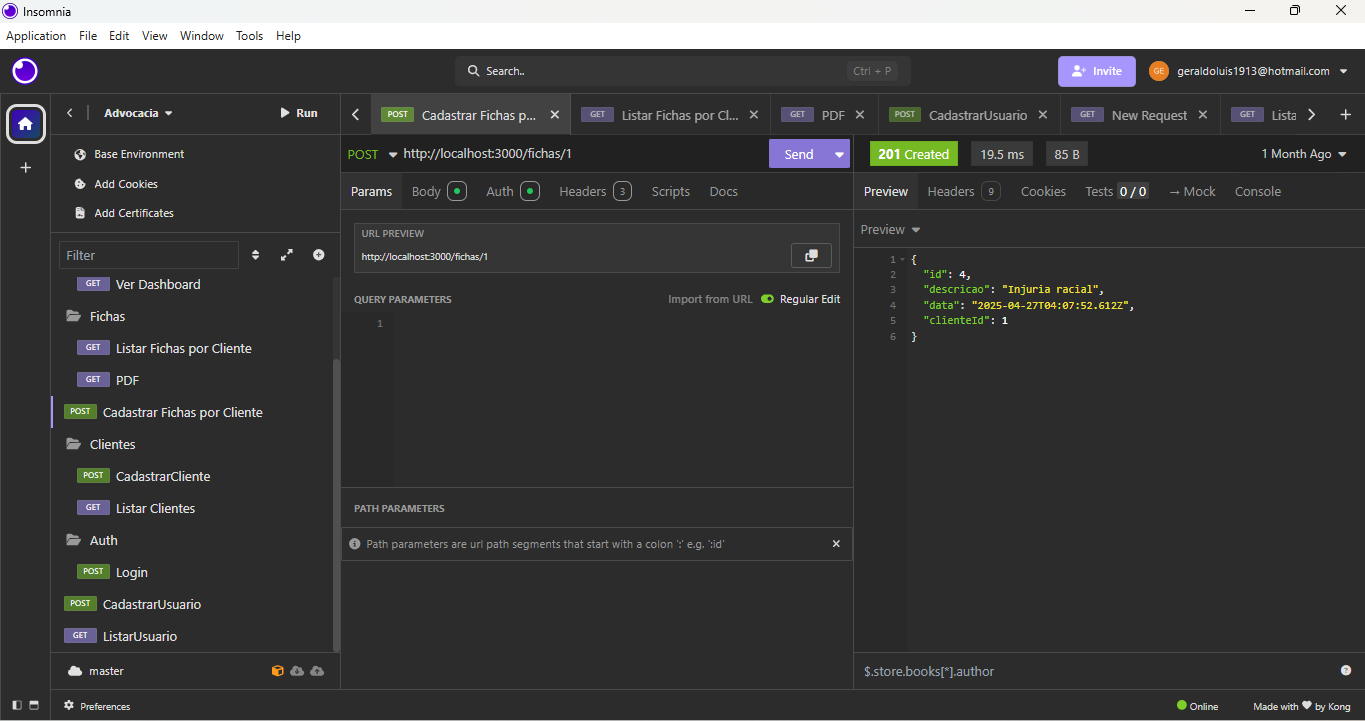 Insomnia
Application File Edit View Window Tools Help
Search.. Ctrl + P
Invite
GE geraldoluis1913@hotmail.com
Advocacia
Run
POST Cadastrar Fichas p...
GET Listar Fichas por Cl...
GET PDF
POST CadastrarUsuario
GET New Request
GET Lista
Base Environment
Add Cookies
Add Certificates
Filter
GET Ver Dashboard
Fichas
GET Listar Fichas por Cliente
GET PDF
POST Cadastrar Fichas por Cliente
Clientes
POST CadastrarCliente
GET Listar Clientes
Auth
POST Login
POST CadastrarUsuario
GET ListarUsuario
master
Preferences
POST http://localhost:3000/fichas/1 Send
Params Body Auth Headers 3 Scripts Docs
URL PREVIEW
http://localhost:3000/fichas/1
QUERY PARAMETERS Import from URL Regular Edit
1
PATH PARAMETERS
Path parameters are url path segments that start with a colon ':' e.g. ':id'
201 Created 19.5 ms 85 B 1 Month Ago
Preview Headers 9 Cookies Tests 0 / 0 → Mock Console
Preview
1 {
2 "id": 4,
3 "descricao": "Injuria racial",
4 "data": "2025-04-27T04:07:52.612Z",
5 "clienteId": 1
6 }
$.store.books[*].author
Online Made with ♥ by Kong